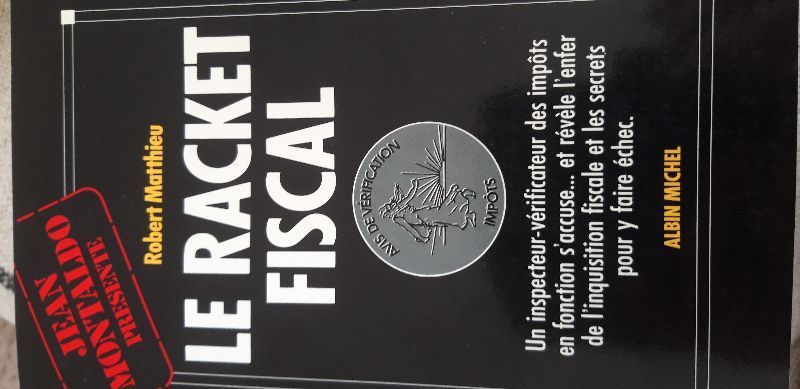 JEAN
MONTALDO
PRÉSENTE
Robert Matthieu
LE RACKET
FISCAL
AVIS DE VÉRIFICATION
IMPÔTS
Un inspecteur-vérificateur des impôts
en fonction s'accuse... et révèle l'enfer
de l'inquisition fiscale et les secrets
pour y faire échec.
ALBIN MICHEL